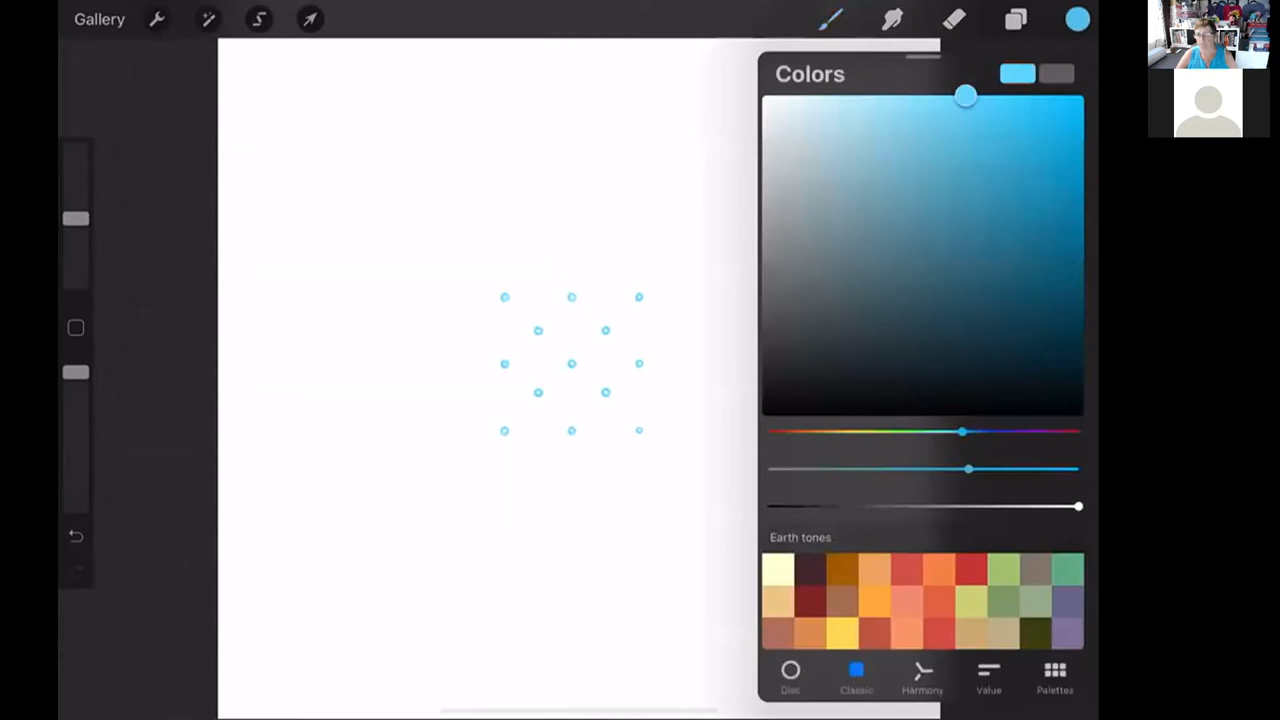 Gallery
Colors
Earth tones
Disc
Classic
Harmony
Value
Palettes